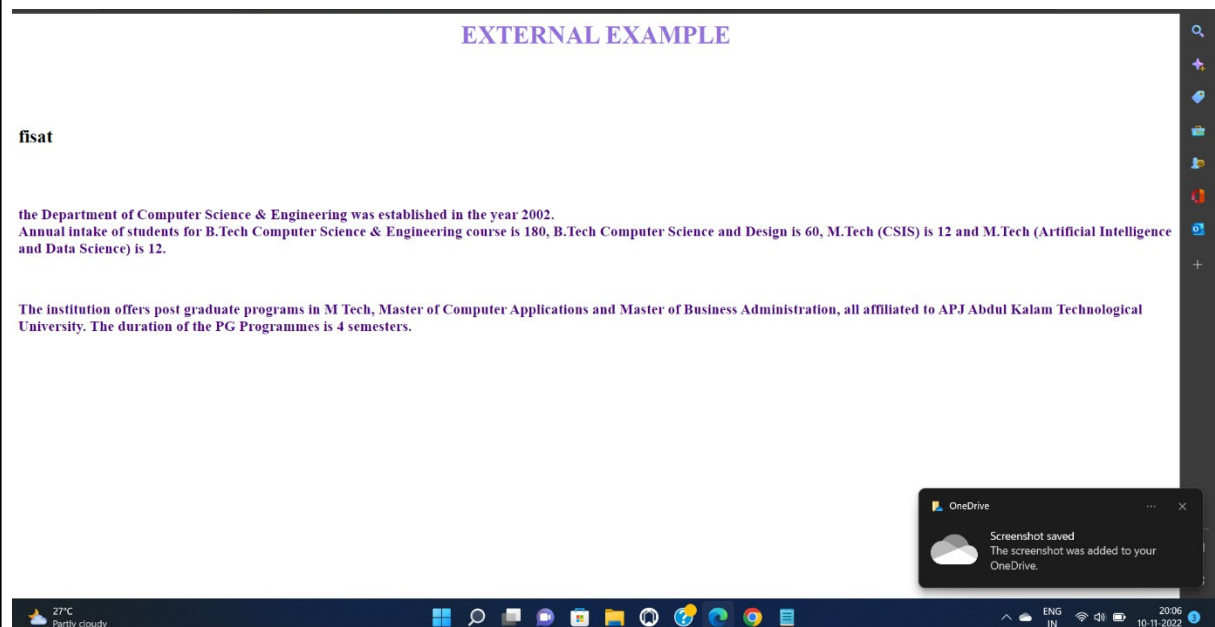 EXTERNAL EXAMPLE
fisat
the Department of Computer Science & Engineering was established in the year 2002.
Annual intake of students for B.Tech Computer Science & Engineering course is 180, B.Tech Computer Science and Design is 60, M.Tech (CSIS) is 12 and M.Tech (Artificial Intelligence
and Data Science) is 12.
The institution offers post graduate programs in M Tech, Master of Computer Applications and Master of Business Administration, all affiliated to APJ Abdul Kalam Technological
University. The duration of the PG Programmes is 4 semesters.
OneDrive
Screenshot saved
The screenshot was added to your
OneDrive.
27°C
Partly cloudy
ENG
IN
20:06
10-11-2022
3